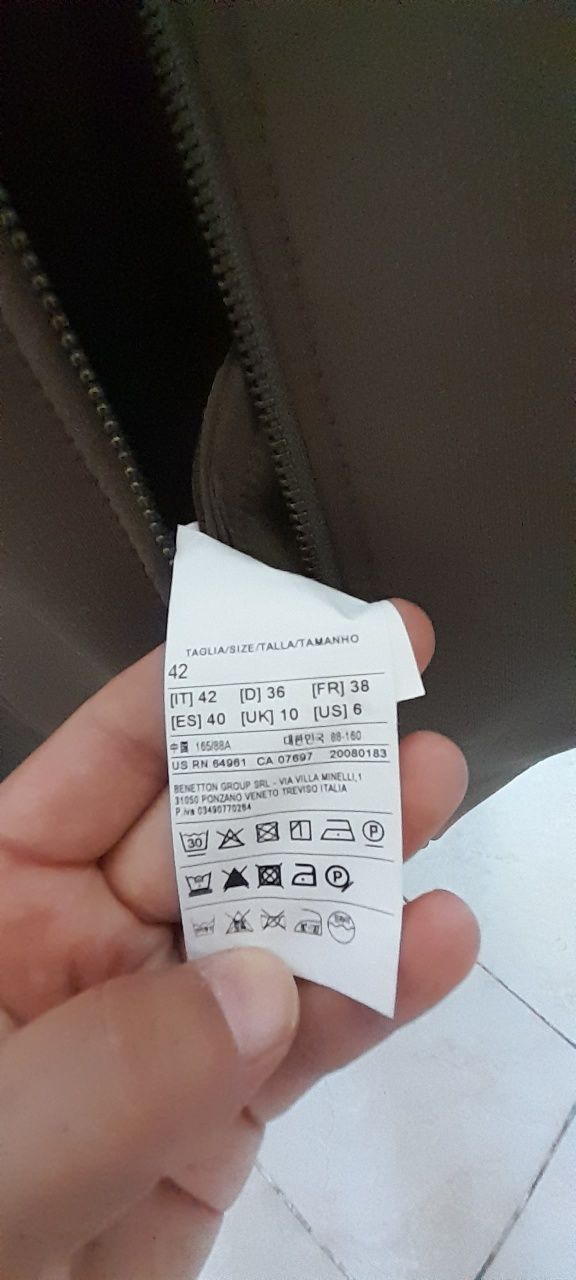 TAGLIA/SIZE/TALLA/TAMANHO
42
[IT] 42 [D] 36 [FR] 38
[ES] 40 [UK] 10 [US] 6
中国 165/88A 대한민국 88-160
US RN 64961 CA 07697 20080183
BENETTON GROUP SRL - VIA VILLA MINELLI,1
31050 PONZANO VENETO TREVISO ITALIA
P.iva 03490770264
30 P
P